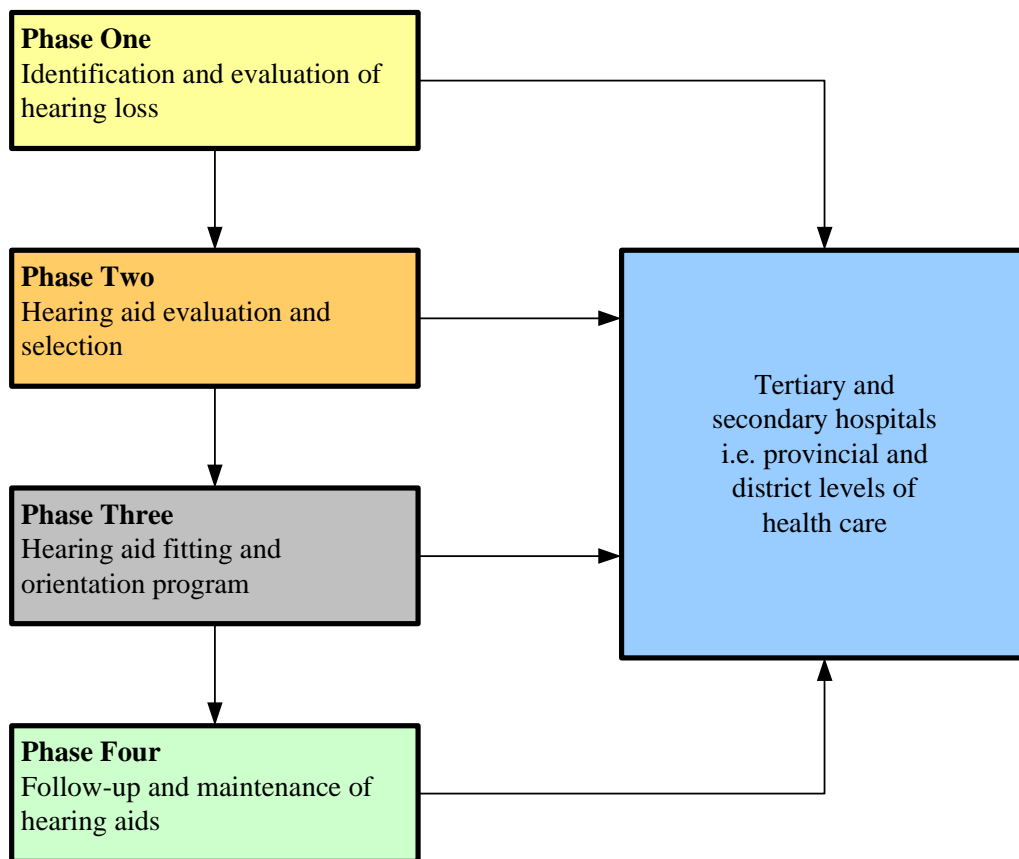 Phase One
Identification and evaluation of
hearing loss
Phase Two
Hearing aid evaluation and
selection
Tertiary and
secondary hospitals
i.e. provincial and
district levels of
health care
Phase Three
Hearing aid fitting and
orientation program
Phase Four
Follow-up and maintenance of
hearing aids